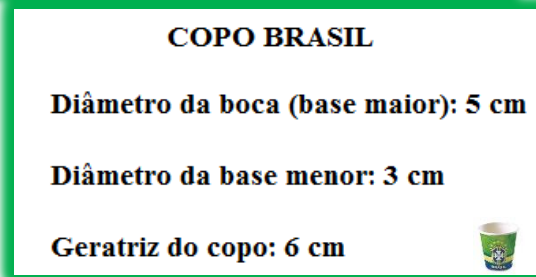 COPO BRASIL
Diâmetro da boca (base maior): 5 cm
Diâmetro da base menor: 3 cm
Geratriz do copo: 6 cm